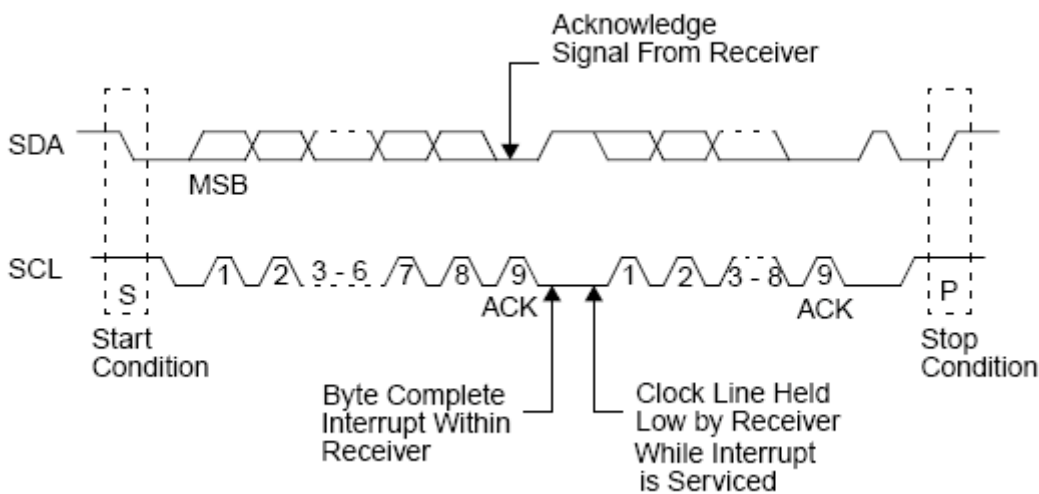 Acknowledge
Signal From Receiver
SDA
MSB
SCL
S
1
2
3 - 6
7
8
9
1
2
3 - 8
9
P
ACK
ACK
Start
Condition
Stop
Condition
Byte Complete
Interrupt Within
Receiver
Clock Line Held
Low by Receiver
While Interrupt
is Serviced